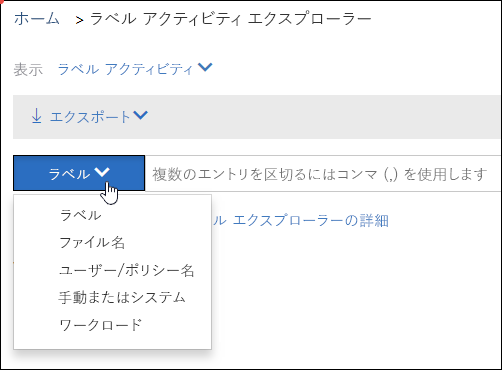 ホーム > ラベル アクティビティ エクスプローラー
表示 ラベル アクティビティ
エクスポート
ラベル 複数のエントリを区切るにはコンマ (,) を使用します
ラベル
ル エクスプローラーの詳細
ファイル名
ユーザー/ポリシー名
手動またはシステム
ワークロード